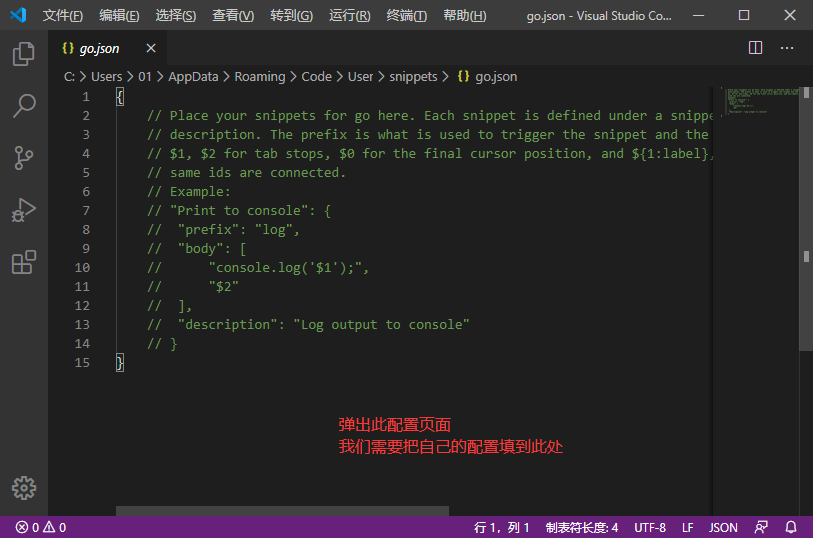 文件(F) 编辑(E) 选择(S) 查看(V) 转到(G) 运行(R) 终端(T) 帮助(H) go.json - Visual Studio Co...
{} go.json
C: > Users > 01 > AppData > Roaming > Code > User > snippets > {} go.json
1 {
2 // Place your snippets for go here. Each snippet is defined under a snippe
3 // description. The prefix is what is used to trigger the snippet and the
4 // $1, $2 for tab stops, $0 for the final cursor position, and ${1:label},
5 // same ids are connected.
6 // Example:
7 // "Print to console": {
8 // "prefix": "log",
9 // "body": [
10 // "console.log('$1');",
11 // "$2"
12 // ],
13 // "description": "Log output to console"
14 // }
15 }
弹出此配置页面
我们需要把自己的配置填到此处
0 0 行 1，列 1 制表符长度: 4 UTF-8 LF JSON